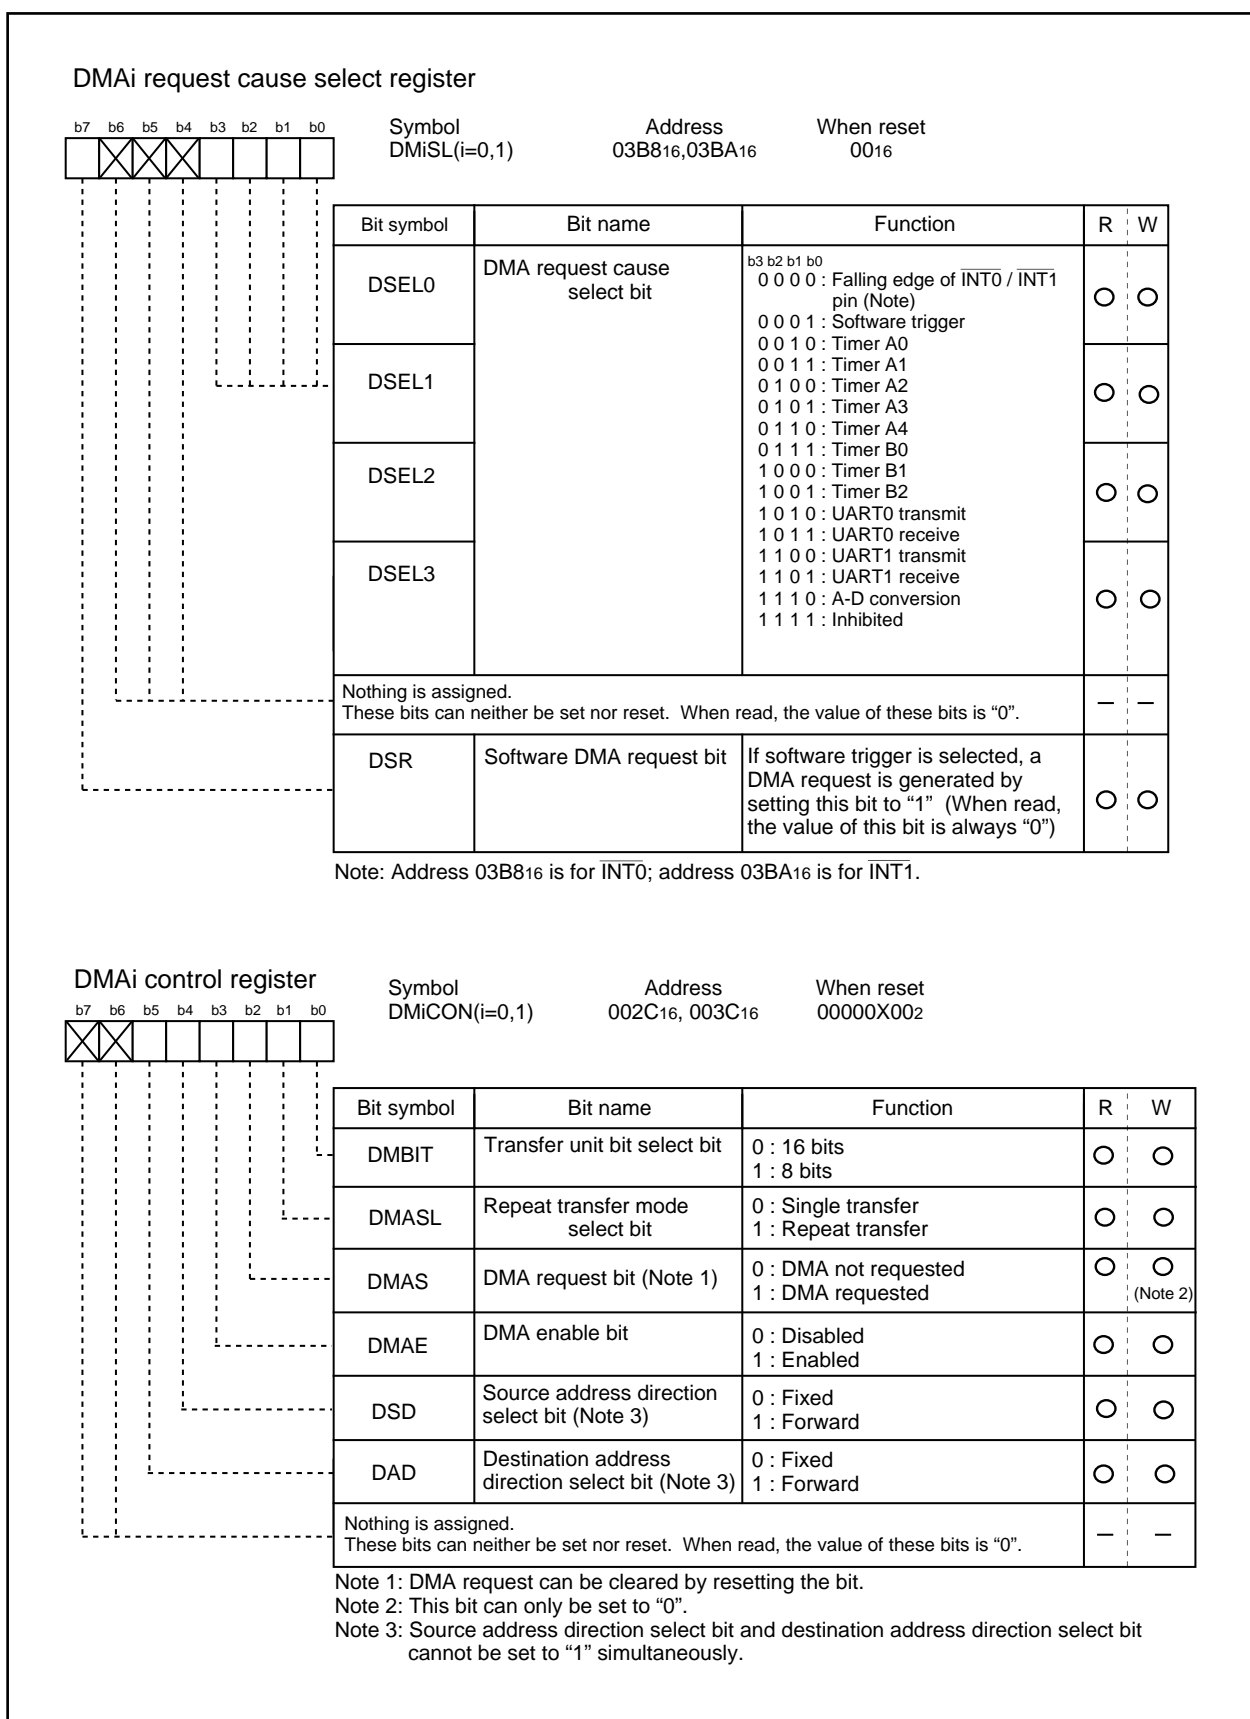 DMAi request cause select register
b7 b6 b5 b4 b3 b2 b1 b0
Symbol Address When reset
DMiSL(i=0,1) 03B816,03BA16 0016
Bit symbol Bit name Function R W
DSEL0
DMA request cause
select bit
b3 b2 b1 b0
0 0 0 0 : Falling edge of INT0 / INT1
pin (Note)
0 0 0 1 : Software trigger
0 0 1 0 : Timer A0
0 0 1 1 : Timer A1
0 1 0 0 : Timer A2
0 1 0 1 : Timer A3
0 1 1 0 : Timer A4
0 1 1 1 : Timer B0
1 0 0 0 : Timer B1
1 0 0 1 : Timer B2
1 0 1 0 : UART0 transmit
1 0 1 1 : UART0 receive
1 1 0 0 : UART1 transmit
1 1 0 1 : UART1 receive
1 1 1 0 : A-D conversion
1 1 1 1 : Inhibited
DSEL1
DSEL2
DSEL3
Nothing is assigned.
These bits can neither be set nor reset. When read, the value of these bits is “0”.
DSR
Software DMA request bit
If software trigger is selected, a
DMA request is generated by
setting this bit to “1” (When read,
the value of this bit is always “0”)
Note: Address 03B816 is for INT0; address 03BA16 is for INT1.
DMAi control register
b7 b6 b5 b4 b3 b2 b1 b0
Symbol Address When reset
DMiCON(i=0,1) 002C16, 003C16 00000X002
Bit symbol Bit name Function R W
DMBIT
Transfer unit bit select bit
0 : 16 bits
1 : 8 bits
DMASL
Repeat transfer mode
select bit
0 : Single transfer
1 : Repeat transfer
DMAS
DMA request bit (Note 1)
0 : DMA not requested
1 : DMA requested
(Note 2)
DMAE
DMA enable bit
0 : Disabled
1 : Enabled
DSD
Source address direction
select bit (Note 3)
0 : Fixed
1 : Forward
DAD
Destination address
direction select bit (Note 3)
0 : Fixed
1 : Forward
Nothing is assigned.
These bits can neither be set nor reset. When read, the value of these bits is “0”.
Note 1: DMA request can be cleared by resetting the bit.
Note 2: This bit can only be set to “0”.
Note 3: Source address direction select bit and destination address direction select bit
cannot be set to “1” simultaneously.